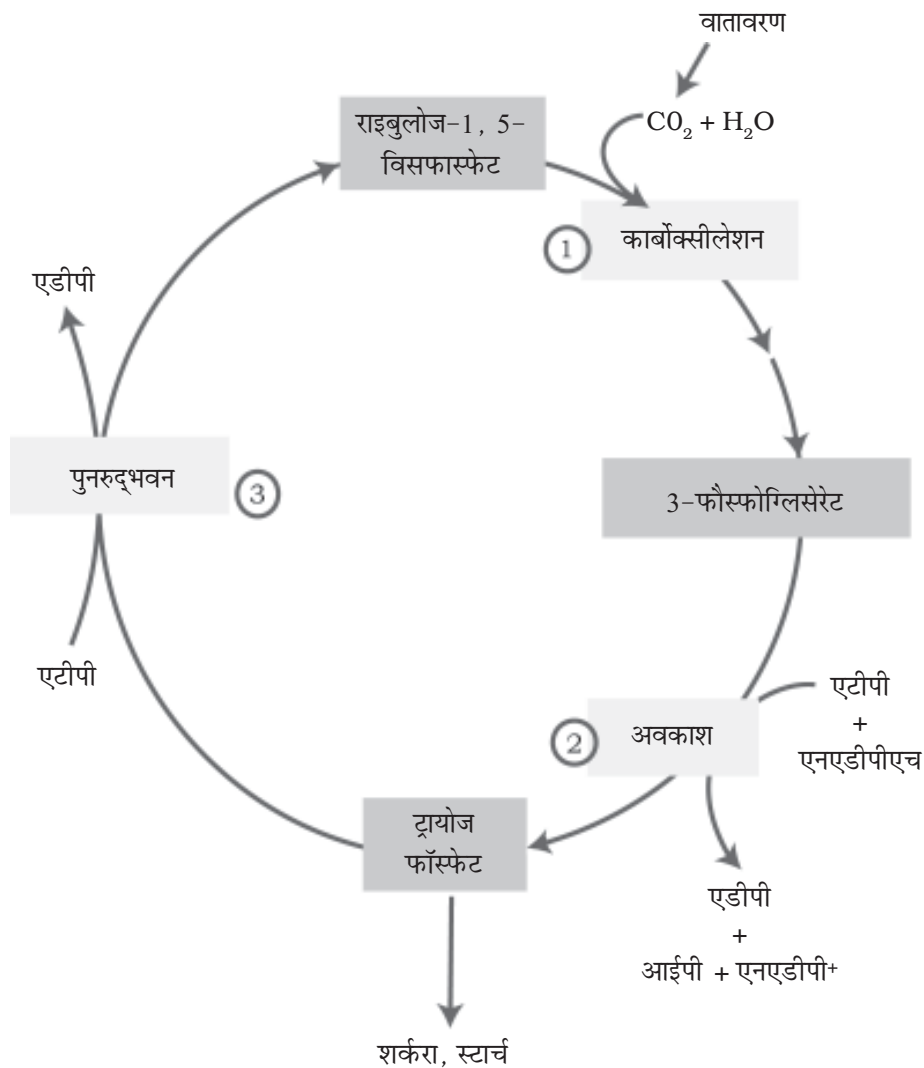 वातावरण
C0₂ + H₂O
राइबुलोज-1, 5-
विसफास्फेट
1
कार्बोक्सीलेशन
एडीपी
पुनरुद्भवन
3
3-फौस्फोग्लिसेरेट
एटीपी
एटीपी
+
एनएडीपीएच
2
अवकाश
ट्रायोज
फॉस्फेट
एडीपी
+
आईपी + एनएडीपी⁺
शर्करा, स्टार्च